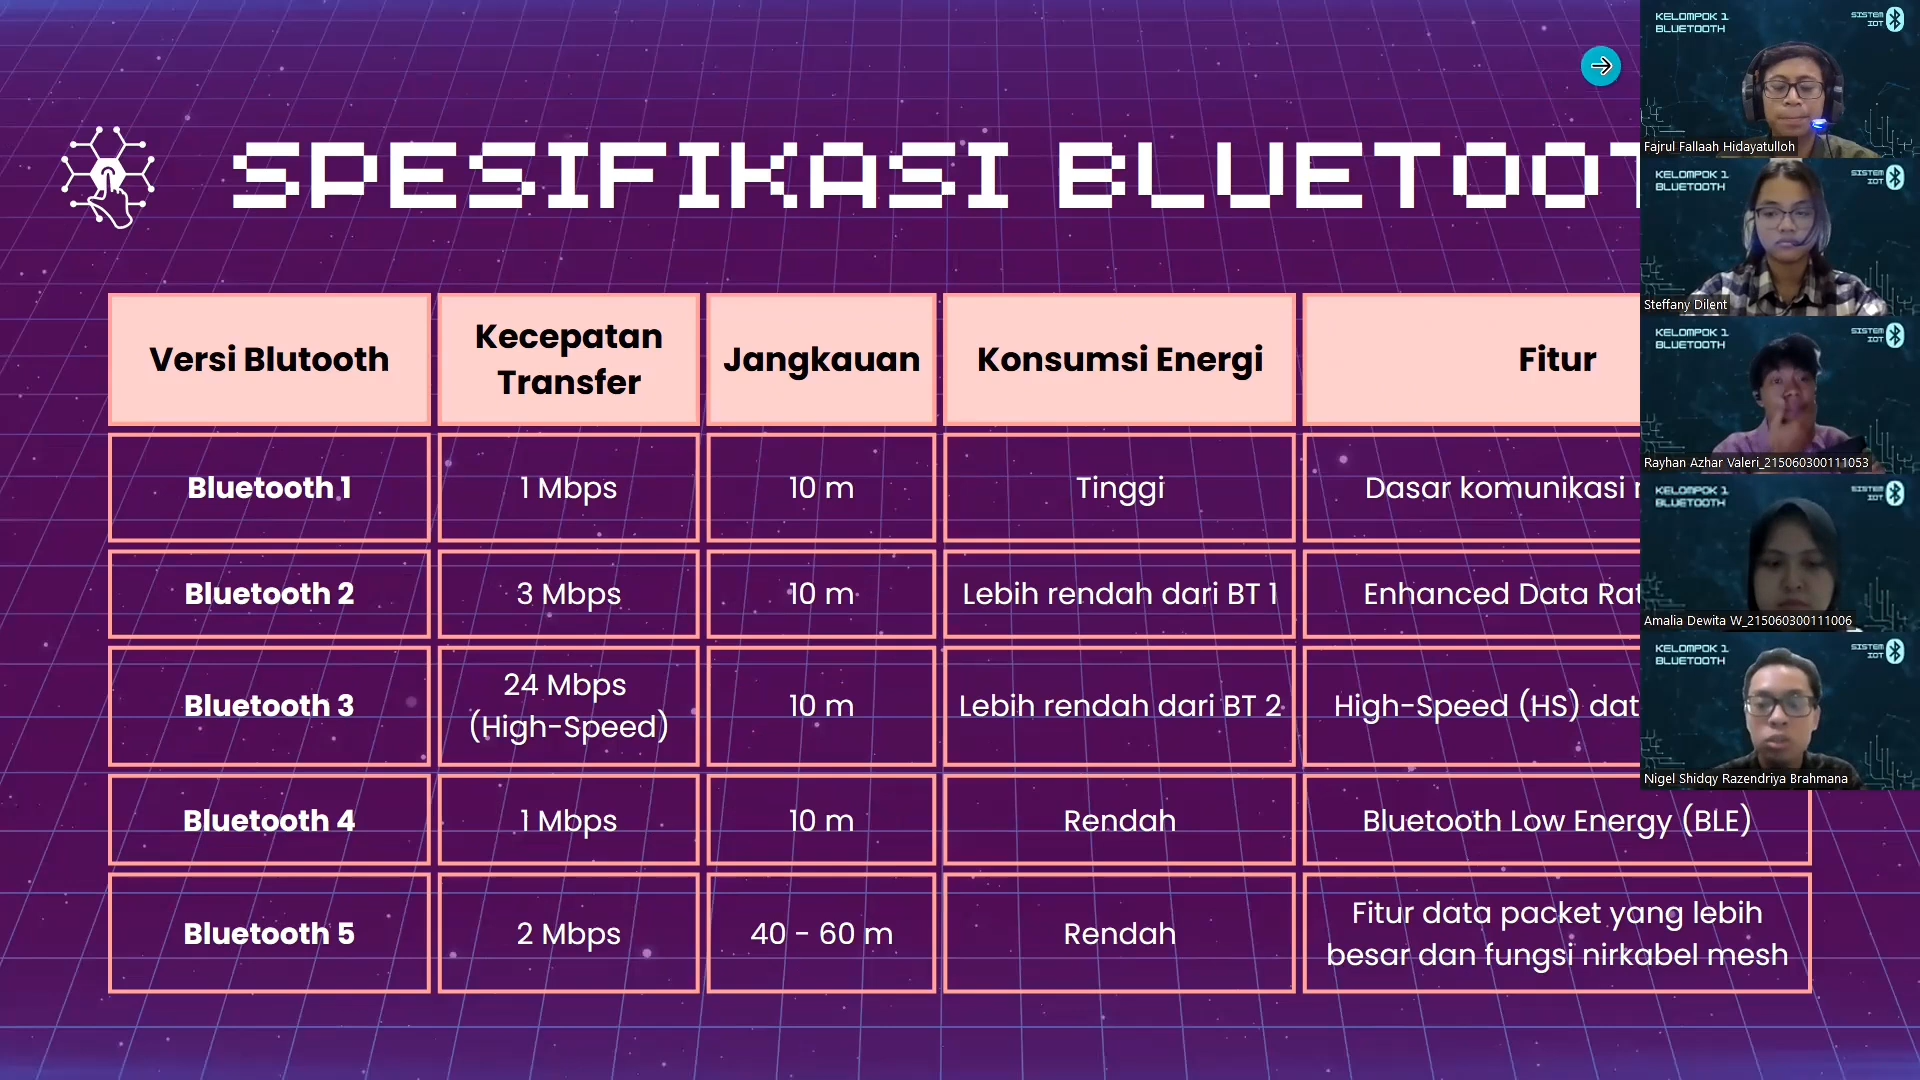 SPESIFIKASI BLUETOOT
Versi Blutooth
Kecepatan
Transfer
Jangkauan
Konsumsi Energi
Fitur
Bluetooth 1
1 Mbps
10 m
Tinggi
Dasar komunikasi
Bluetooth 2
3 Mbps
10 m
Lebih rendah dari BT 1
Enhanced Data Rat
Bluetooth 3
24 Mbps
(High-Speed)
10 m
Lebih rendah dari BT 2
High-Speed (HS) dat
Bluetooth 4
1 Mbps
10 m
Rendah
Bluetooth Low Energy (BLE)
Bluetooth 5
2 Mbps
40 - 60 m
Rendah
Fitur data packet yang lebih
besar dan fungsi nirkabel mesh
KELOMPOK 1
BLUETOOTH
SISTEM
IOT
Fajrul Fallaah Hidayatulloh
KELOMPOK 1
BLUETOOTH
SISTEM
IOT
Steffany Dilent
KELOMPOK 1
BLUETOOTH
SISTEM
IOT
Rayhan Azhar Valeri_215060300111053
KELOMPOK 1
BLUETOOTH
SISTEM
IOT
Amalia Dewita W_215060300111006
KELOMPOK 1
BLUETOOTH
SISTEM
IOT
Nigel Shidqy Razendriya Brahmana